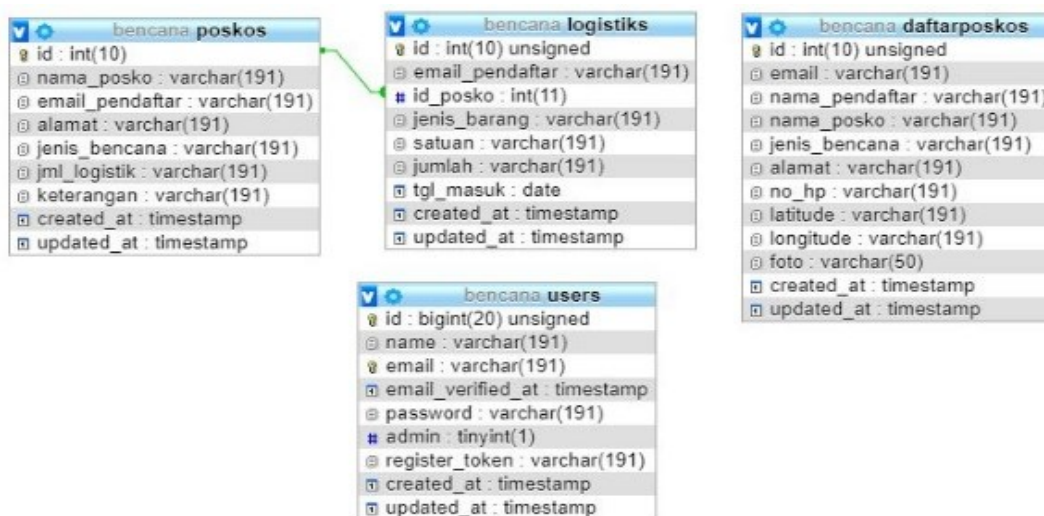 bencana poskos
id : int(10)
nama_posko : varchar(191)
email_pendaftar : varchar(191)
alamat : varchar(191)
jenis_bencana : varchar(191)
jml_logistik : varchar(191)
keterangan : varchar(191)
created_at : timestamp
updated_at : timestamp
bencana logistiks
id : int(10) unsigned
email_pendaftar : varchar(191)
# id_posko : int(11)
jenis_barang : varchar(191)
satuan : varchar(191)
jumlah : varchar(191)
tgl_masuk : date
created_at : timestamp
updated_at : timestamp
bencana daftarposkos
id : int(10) unsigned
email : varchar(191)
nama_pendaftar : varchar(191)
nama_posko : varchar(191)
jenis_bencana : varchar(191)
alamat : varchar(191)
no_hp : varchar(191)
latitude : varchar(191)
longitude : varchar(191)
foto : varchar(50)
created_at : timestamp
updated_at : timestamp
bencana users
id : bigint(20) unsigned
name : varchar(191)
email : varchar(191)
email_verified_at : timestamp
password : varchar(191)
# admin : tinyint(1)
register_token : varchar(191)
created_at : timestamp
updated_at : timestamp